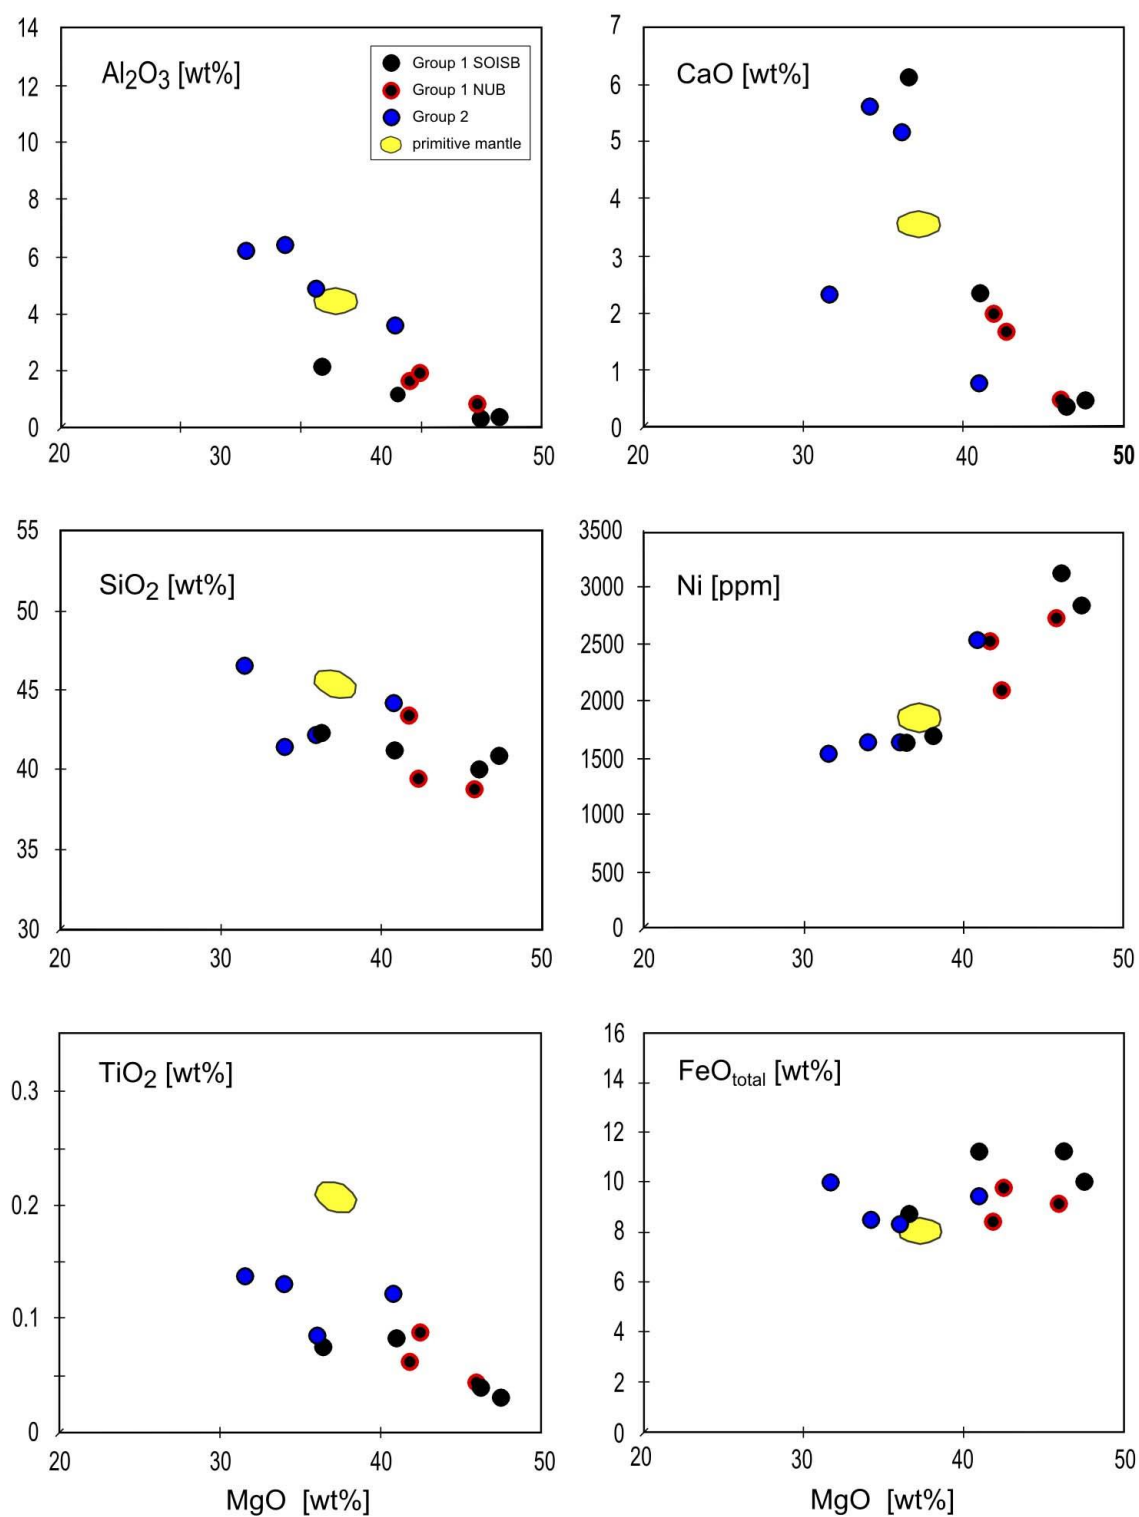 14
12
10
8
6
4
2
0
Al2O3 [wt%]
Group 1 SOISB
Group 1 NUB
Group 2
primitive mantle
20 30 40 50
7
6
5
4
3
2
1
0
CaO [wt%]
20 30 40 50
55
50
45
40
35
30
SiO2 [wt%]
20 30 40 50
3500
3000
2500
2000
1500
1000
500
0
Ni [ppm]
20 30 40 50
0.3
0.2
0.1
0
TiO2 [wt%]
20 30 40 50
MgO [wt%]
16
14
12
10
8
6
4
2
0
FeOtotal [wt%]
20 30 40 50
MgO [wt%]